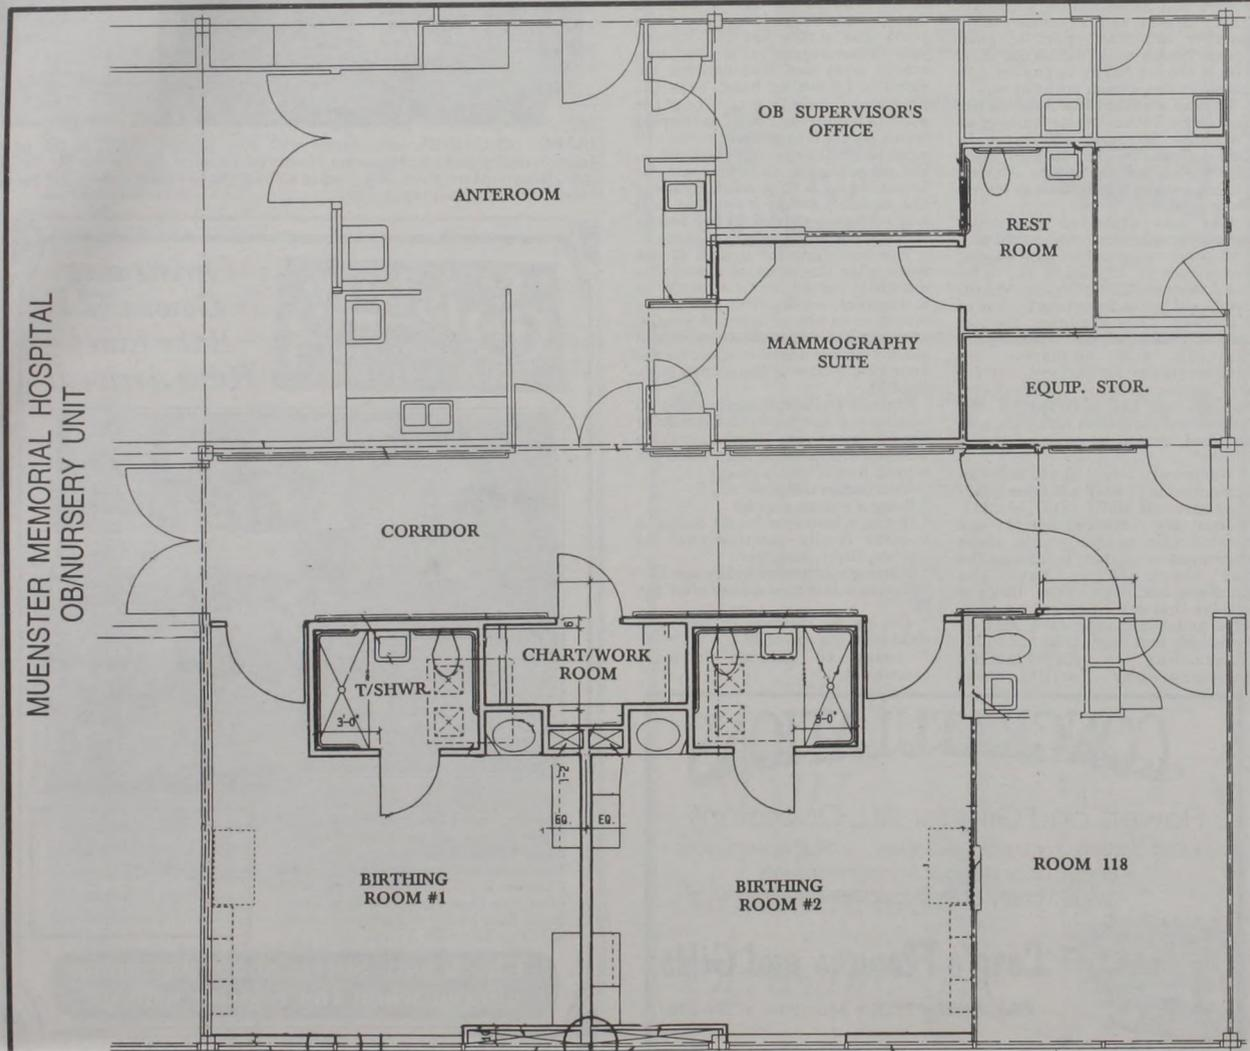 MUENSTER MEMORIAL HOSPITAL
OB/NURSERY UNIT
OB SUPERVISOR'S
OFFICE
ANTEROOM
REST
ROOM
MAMMOGRAPHY
SUITE
EQUIP. STOR.
CORRIDOR
CHART/WORK
ROOM
T/SHWR.
3'-0"
3'-0"
EQ.
EQ.
BIRTHING
ROOM #1
BIRTHING
ROOM #2
ROOM 118